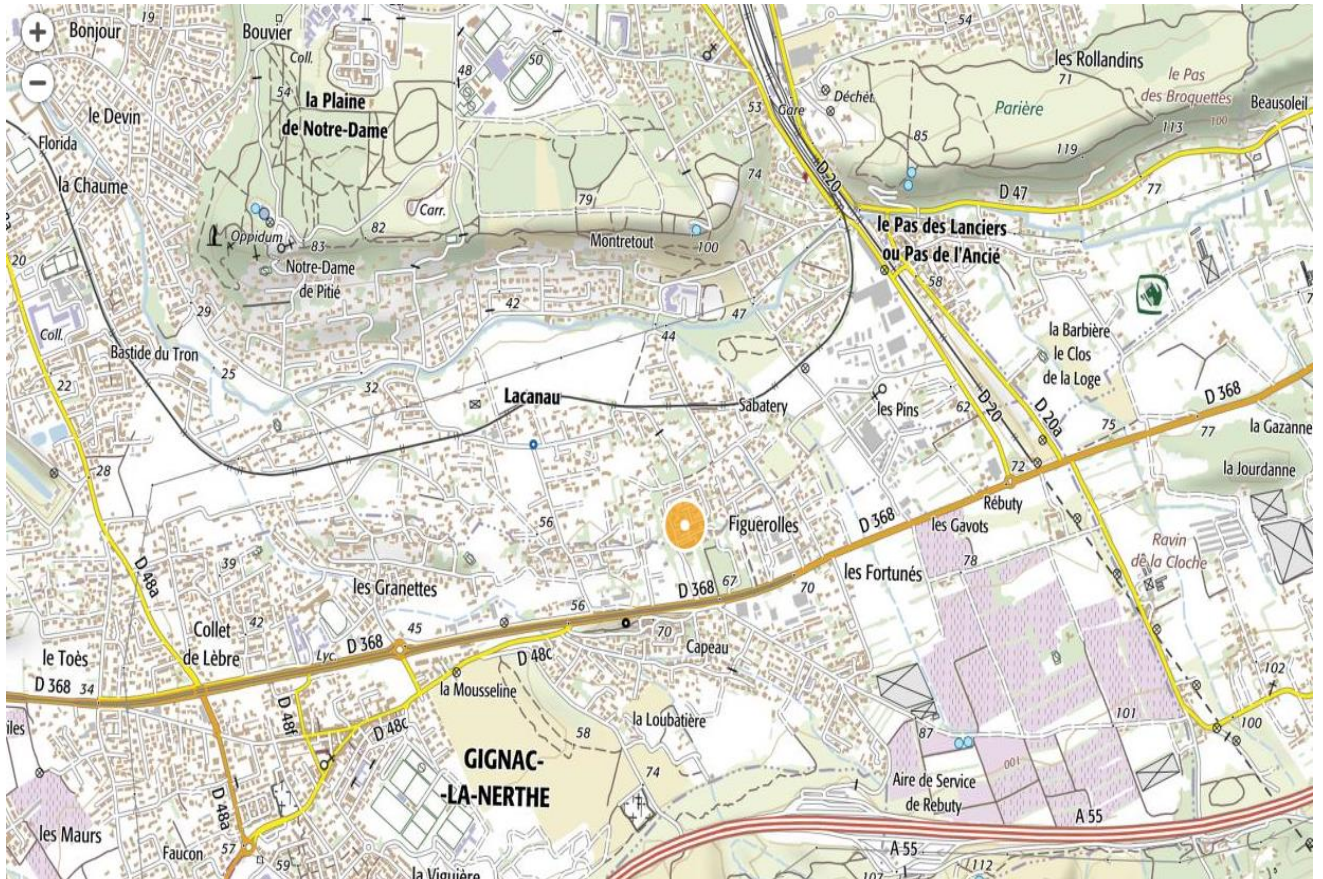 +
−
Bonjour
19
Bouvier
Coll.
48
50
54
les Rollandins
71
le Pas
des Broquettes
Beausoleil
100
113
la Plaine
de Notre-Dame
54
53
Gare
Déchèt.
Parière
85
119
le Devin
Florida
la Chaume
74
D 20
D 47
77
79
Carr.
82
Oppidum
83
Montretout
100
le Pas des Lanciers
ou Pas de l'Ancié
58
20
Notre-Dame
de Pitié
29
42
47
44
la Barbière
le Clos
de la Loge
Coll.
Bastide du Tron
25
32
22
Lacanau
Sabatery
les Pins
62
D 20
D 20a
D 368
75
77
la Gazanne
28
72
la Jourdanne
Rébuty
56
Figuerolles
D 368
les Gavots
Ravin
de la Cloche
39
D 48a
les Granettes
les Fortunés
78
67
70
D 368
56
42
Collet
de Lèbre
45
D 368
Lyc.
70
Capeau
le Toès
D 368
34
D 48c
la Mousseline
102
D 48f
D 48c
la Loubatière
101
100
87
iles
58
GIGNAC-
-LA-NERTHE
74
001
Aire de Service
de Rebuty
D 48a
A 55
les Maurs
Faucon
57
59
A 55
la Viguière
107
112